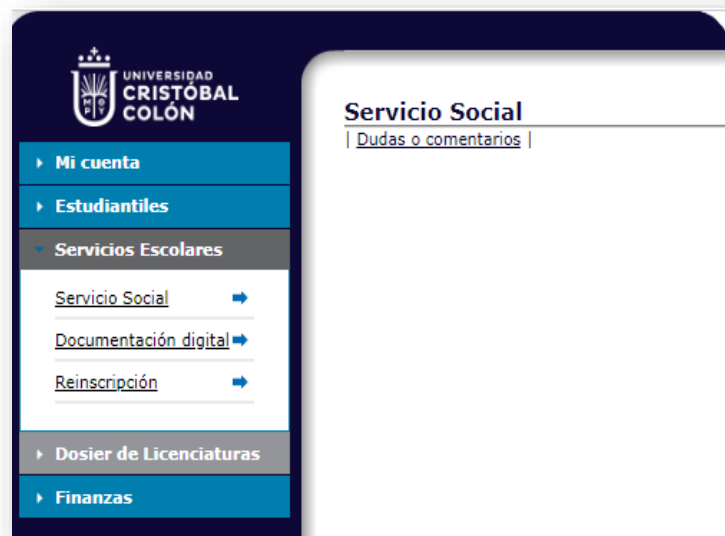 UNIVERSIDAD
CRISTÓBAL
COLÓN
Mi cuenta
Estudiantiles
Servicios Escolares
Servicio Social
Documentación digital
Reinscripción
Dosier de Licenciaturas
Finanzas
Servicio Social
| Dudas o comentarios |